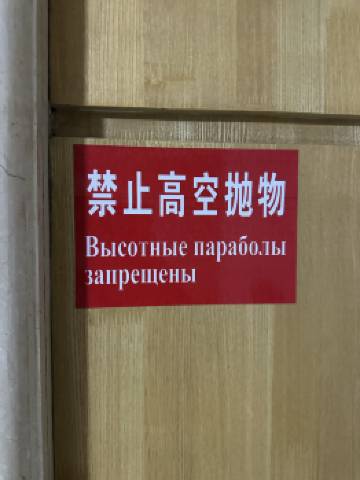 禁止高空抛物
Высотные параболы
запрещены